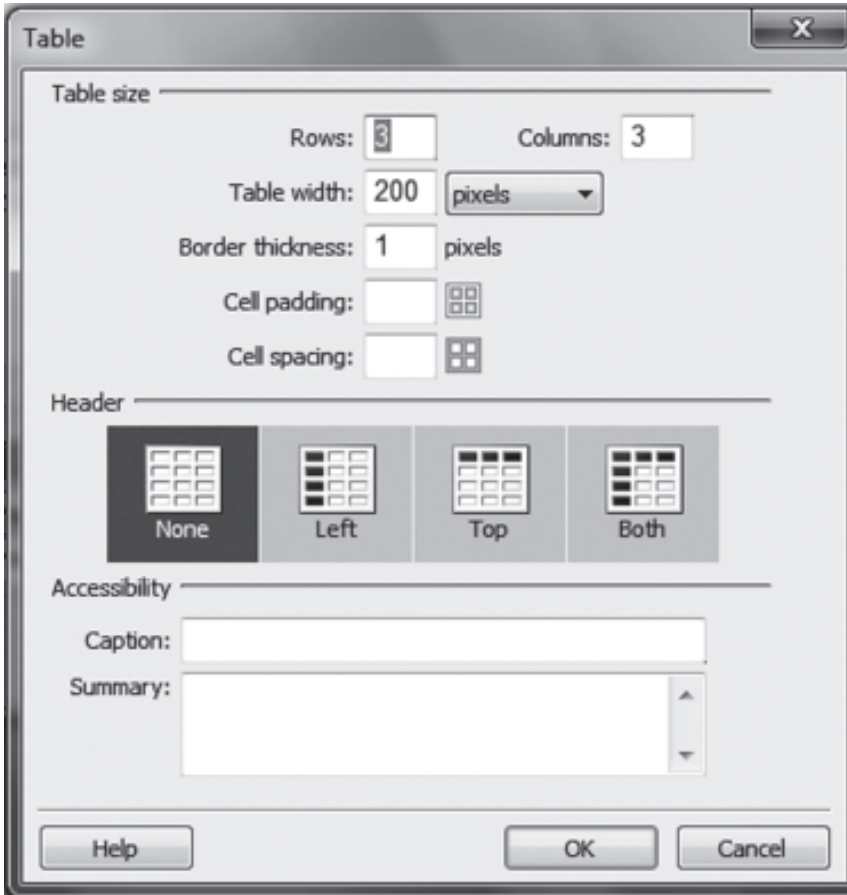 Table
Table size
Rows: 3 Columns: 3
Table width: 200 pixels
Border thickness: 1 pixels
Cell padding:
Cell spacing:
Header
None Left Top Both
Accessibility
Caption:
Summary:
Help OK Cancel